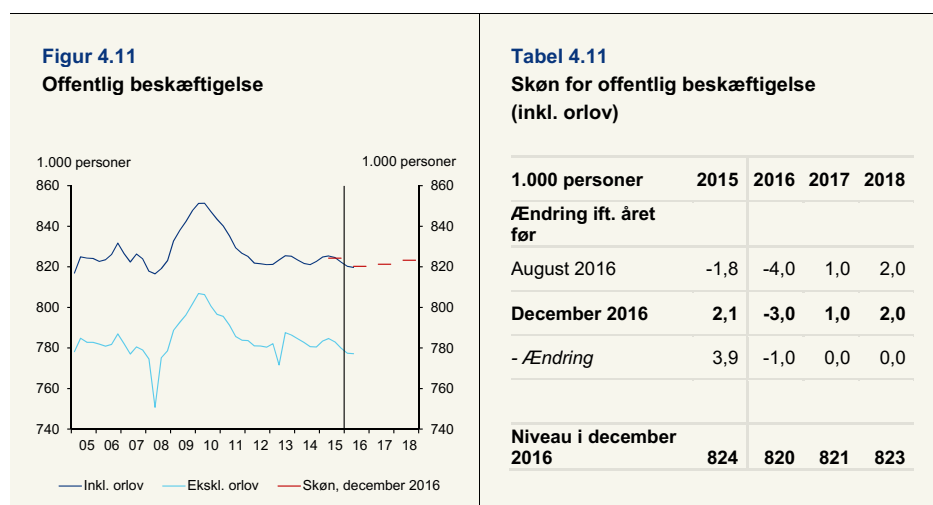 Figur 4.11
Offentlig beskæftigelse
1.000 personer 1.000 personer
860 860
840 840
820 820
800 800
780 780
760 760
740 740
05 06 07 08 09 10 11 12 13 14 15 16 17 18
Inkl. orlov Ekskl. orlov Skøn, december 2016
Tabel 4.11
Skøn for offentlig beskæftigelse
(inkl. orlov)
1.000 personer 2015 2016 2017 2018
Ændring ift. året
før
August 2016 -1,8 -4,0 1,0 2,0
December 2016 2,1 -3,0 1,0 2,0
- Ændring 3,9 -1,0 0,0 0,0
Niveau i december
2016 824 820 821 823